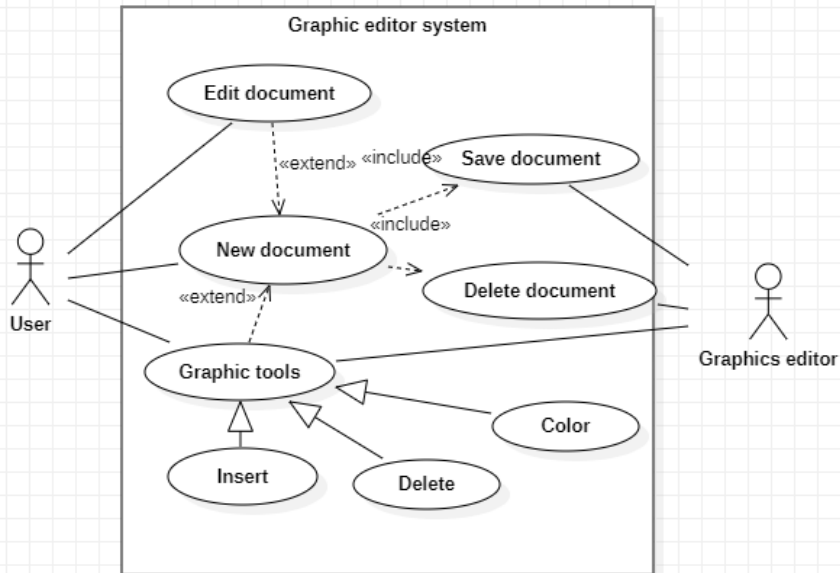 Graphic editor system
Edit document
«extend»
«include»
Save document
«include»
New document
Delete document
«extend»
User
Graphics editor
Graphic tools
Color
Insert
Delete